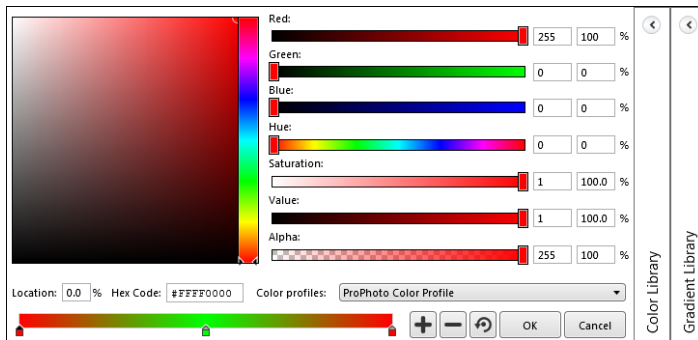 Red:
255 100 %
Green:
0 0 %
Blue:
0 0 %
Hue:
0 0 %
Saturation:
1 100.0 %
Value:
1 100.0 %
Alpha:
255 100 %
Location: 0.0 % Hex Code: #FFFF0000 Color profiles: ProPhoto Color Profile
OK Cancel
Color Library
Gradient Library